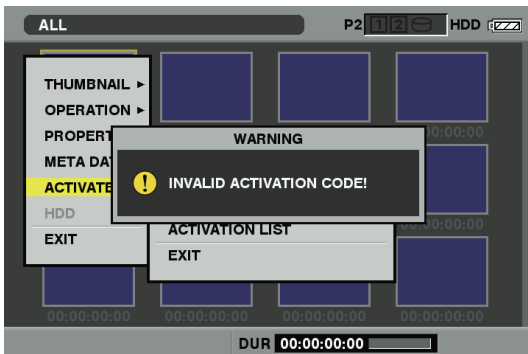 ALL P2 1 2 HDD
THUMBNAIL
OPERATION
PROPERT
META DAT
ACTIVATE
HDD
EXIT
WARNING
INVALID ACTIVATION CODE!
ACTIVATION LIST
EXIT
00:00:00
00:00:00
00:00:00:00 00:00:00:00 00:00:00:00 00:00:00:00
DUR 00:00:00:00